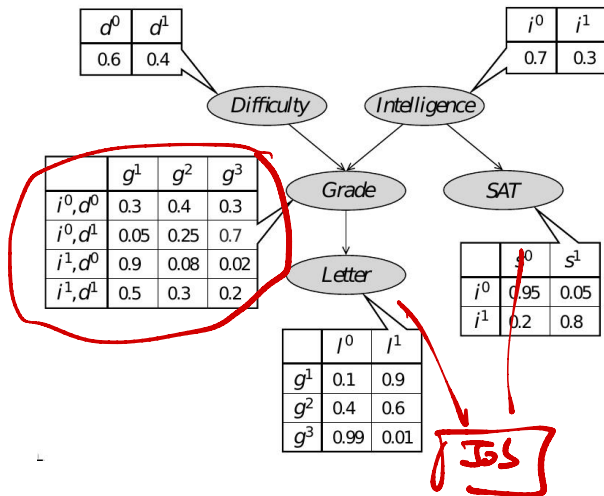 d⁰ d¹
0.6 0.4
i⁰ i¹
0.7 0.3
Difficulty
Intelligence
g¹ g² g³
i⁰,d⁰ 0.3 0.4 0.3
i⁰,d¹ 0.05 0.25 0.7
i¹,d⁰ 0.9 0.08 0.02
i¹,d¹ 0.5 0.3 0.2
Grade
SAT
Letter
s⁰ s¹
i⁰ 0.95 0.05
i¹ 0.2 0.8
l⁰ l¹
g¹ 0.1 0.9
g² 0.4 0.6
g³ 0.99 0.01
Job